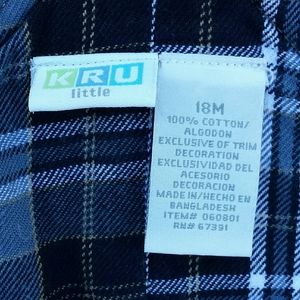 KRU
little
18M
100% COTTON/
ALGODON
EXCLUSIVE OF TRIM
DECORATION
EXCLUSIVIDAD DEL
ACESORIO
DECORACION
MADE IN/HECHO EN
BANGLADESH
ITEM# 060801
RN# 67391